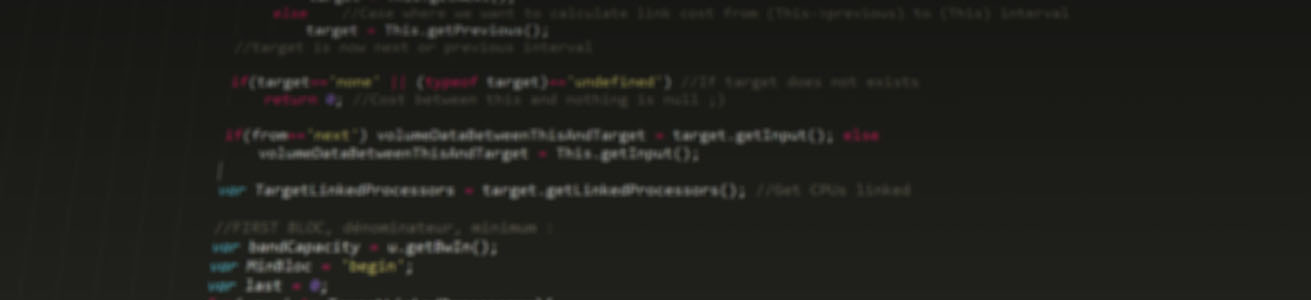 else //Case where we want to calculate link cost from (This->previous) to (This) interval
target = This.getPrevious();
//target is now next or previous interval
if(target=='none' || (typeof target)=='undefined') //If target does not exists
return 0; //Cost between this and nothing is null ;)
if(from=='next') volumeDataBetweenThisAndTarget = target.getInput(); else
volumeDataBetweenThisAndTarget = This.getInput();
var TargetLinkedProcessors = target.getLinkedProcessors(); //Get CPUs linked
//FIRST BLOC, dénominateur, minimum :
var bandCapacity = u.getBwIn();
var MinBloc = 'begin';
var last = 0;